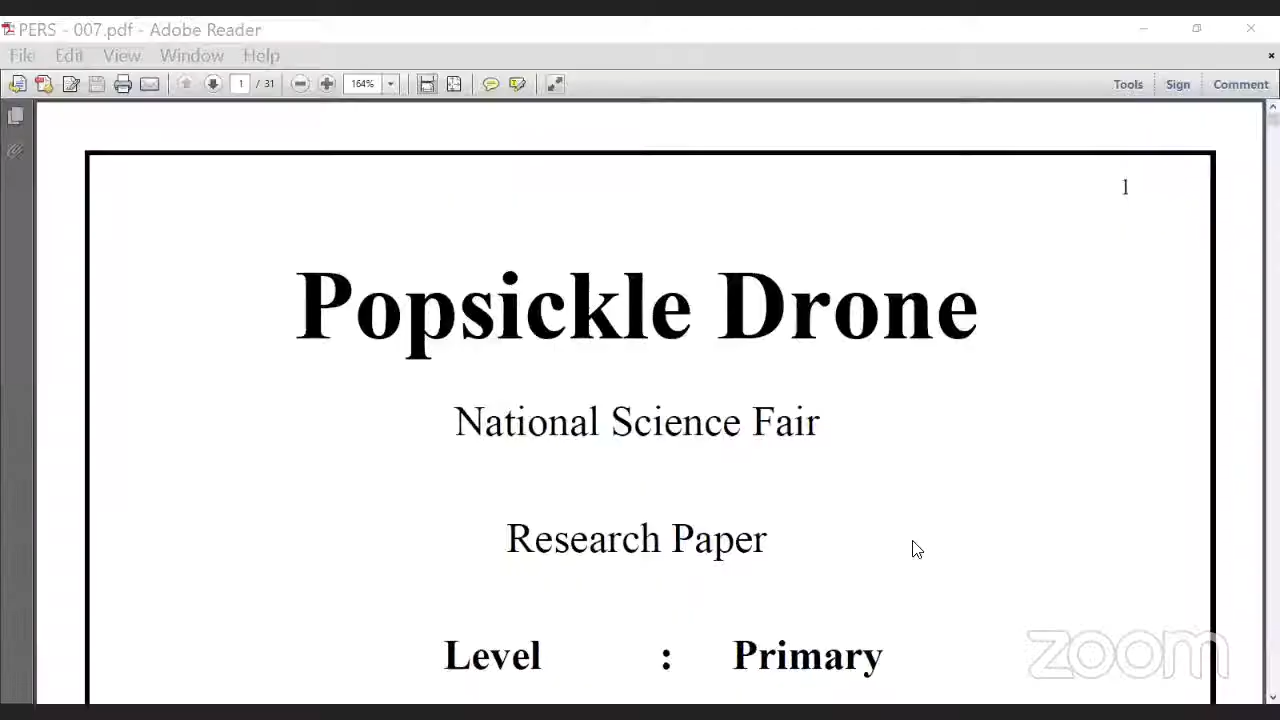 PERS - 007.pdf - Adobe Reader
File Edit View Window Help
1 / 31 164% Tools Sign Comment
1
Popsickle Drone
National Science Fair
Research Paper
Level : Primary
zoom